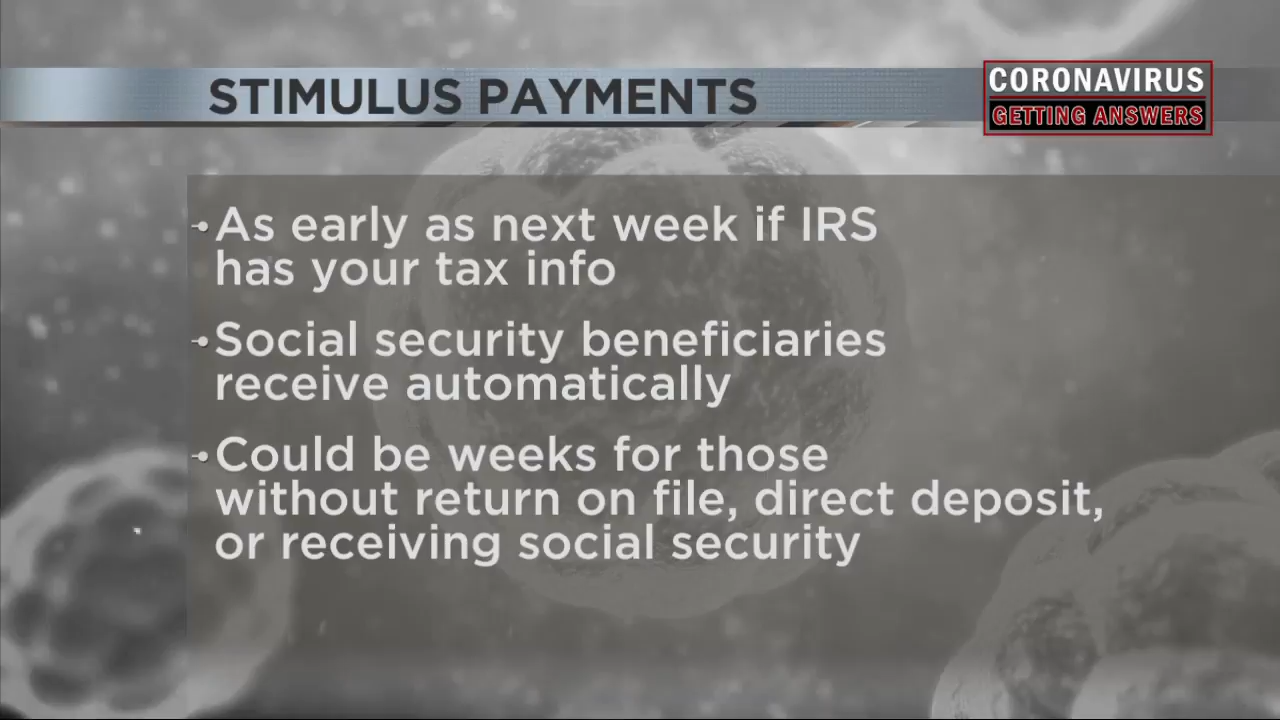 STIMULUS PAYMENTS
CORONAVIRUS
GETTING ANSWERS
As early as next week if IRS
has your tax info
Social security beneficiaries
receive automatically
Could be weeks for those
without return on file, direct deposit,
or receiving social security